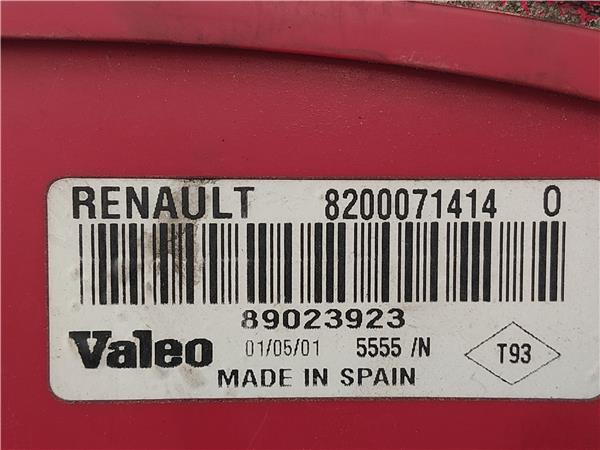 RENAULT 8200071414 0
89023923
Valeo 01/05/01 5555 /N T93
MADE IN SPAIN